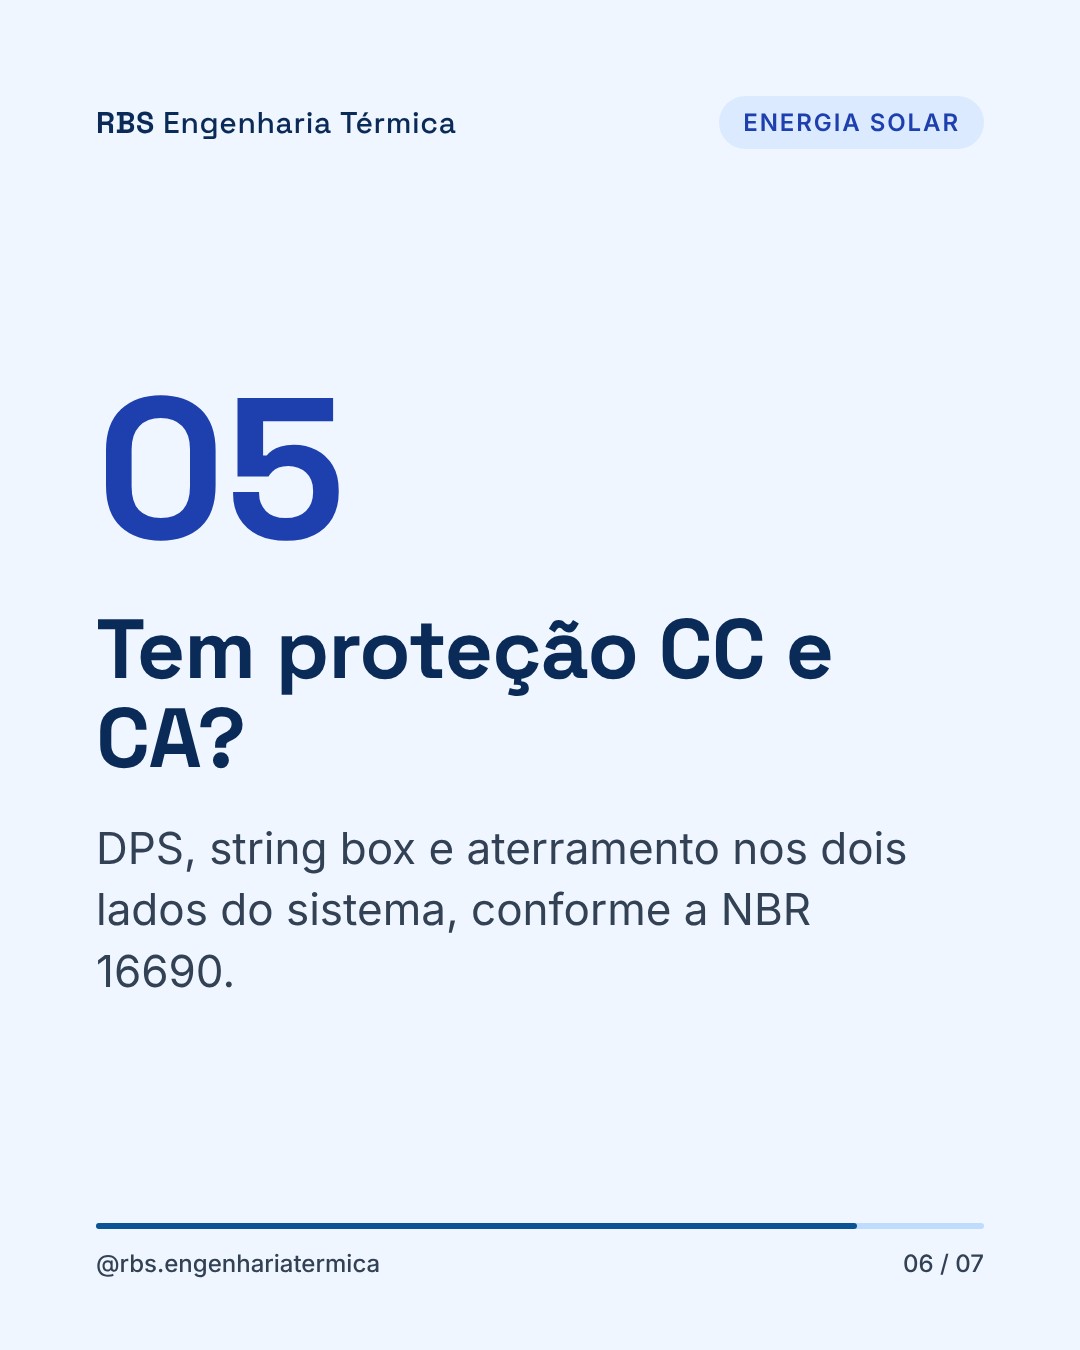 RBS Engenharia Térmica
ENERGIA SOLAR
05
Tem proteção CC e
CA?
DPS, string box e aterramento nos dois
lados do sistema, conforme a NBR
16690.
@rbs.engenhariatermica
06 / 07